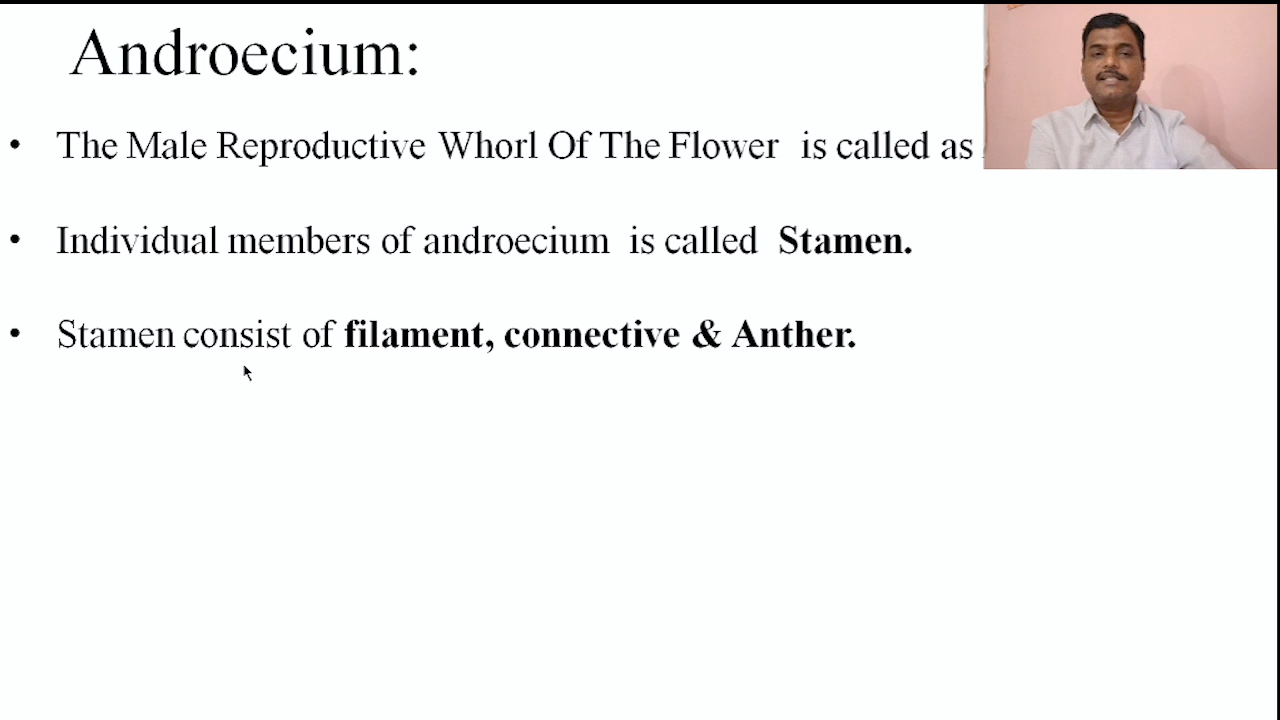 Androecium:
• The Male Reproductive Whorl Of The Flower is called as
• Individual members of androecium is called Stamen.
• Stamen consist of filament, connective & Anther.